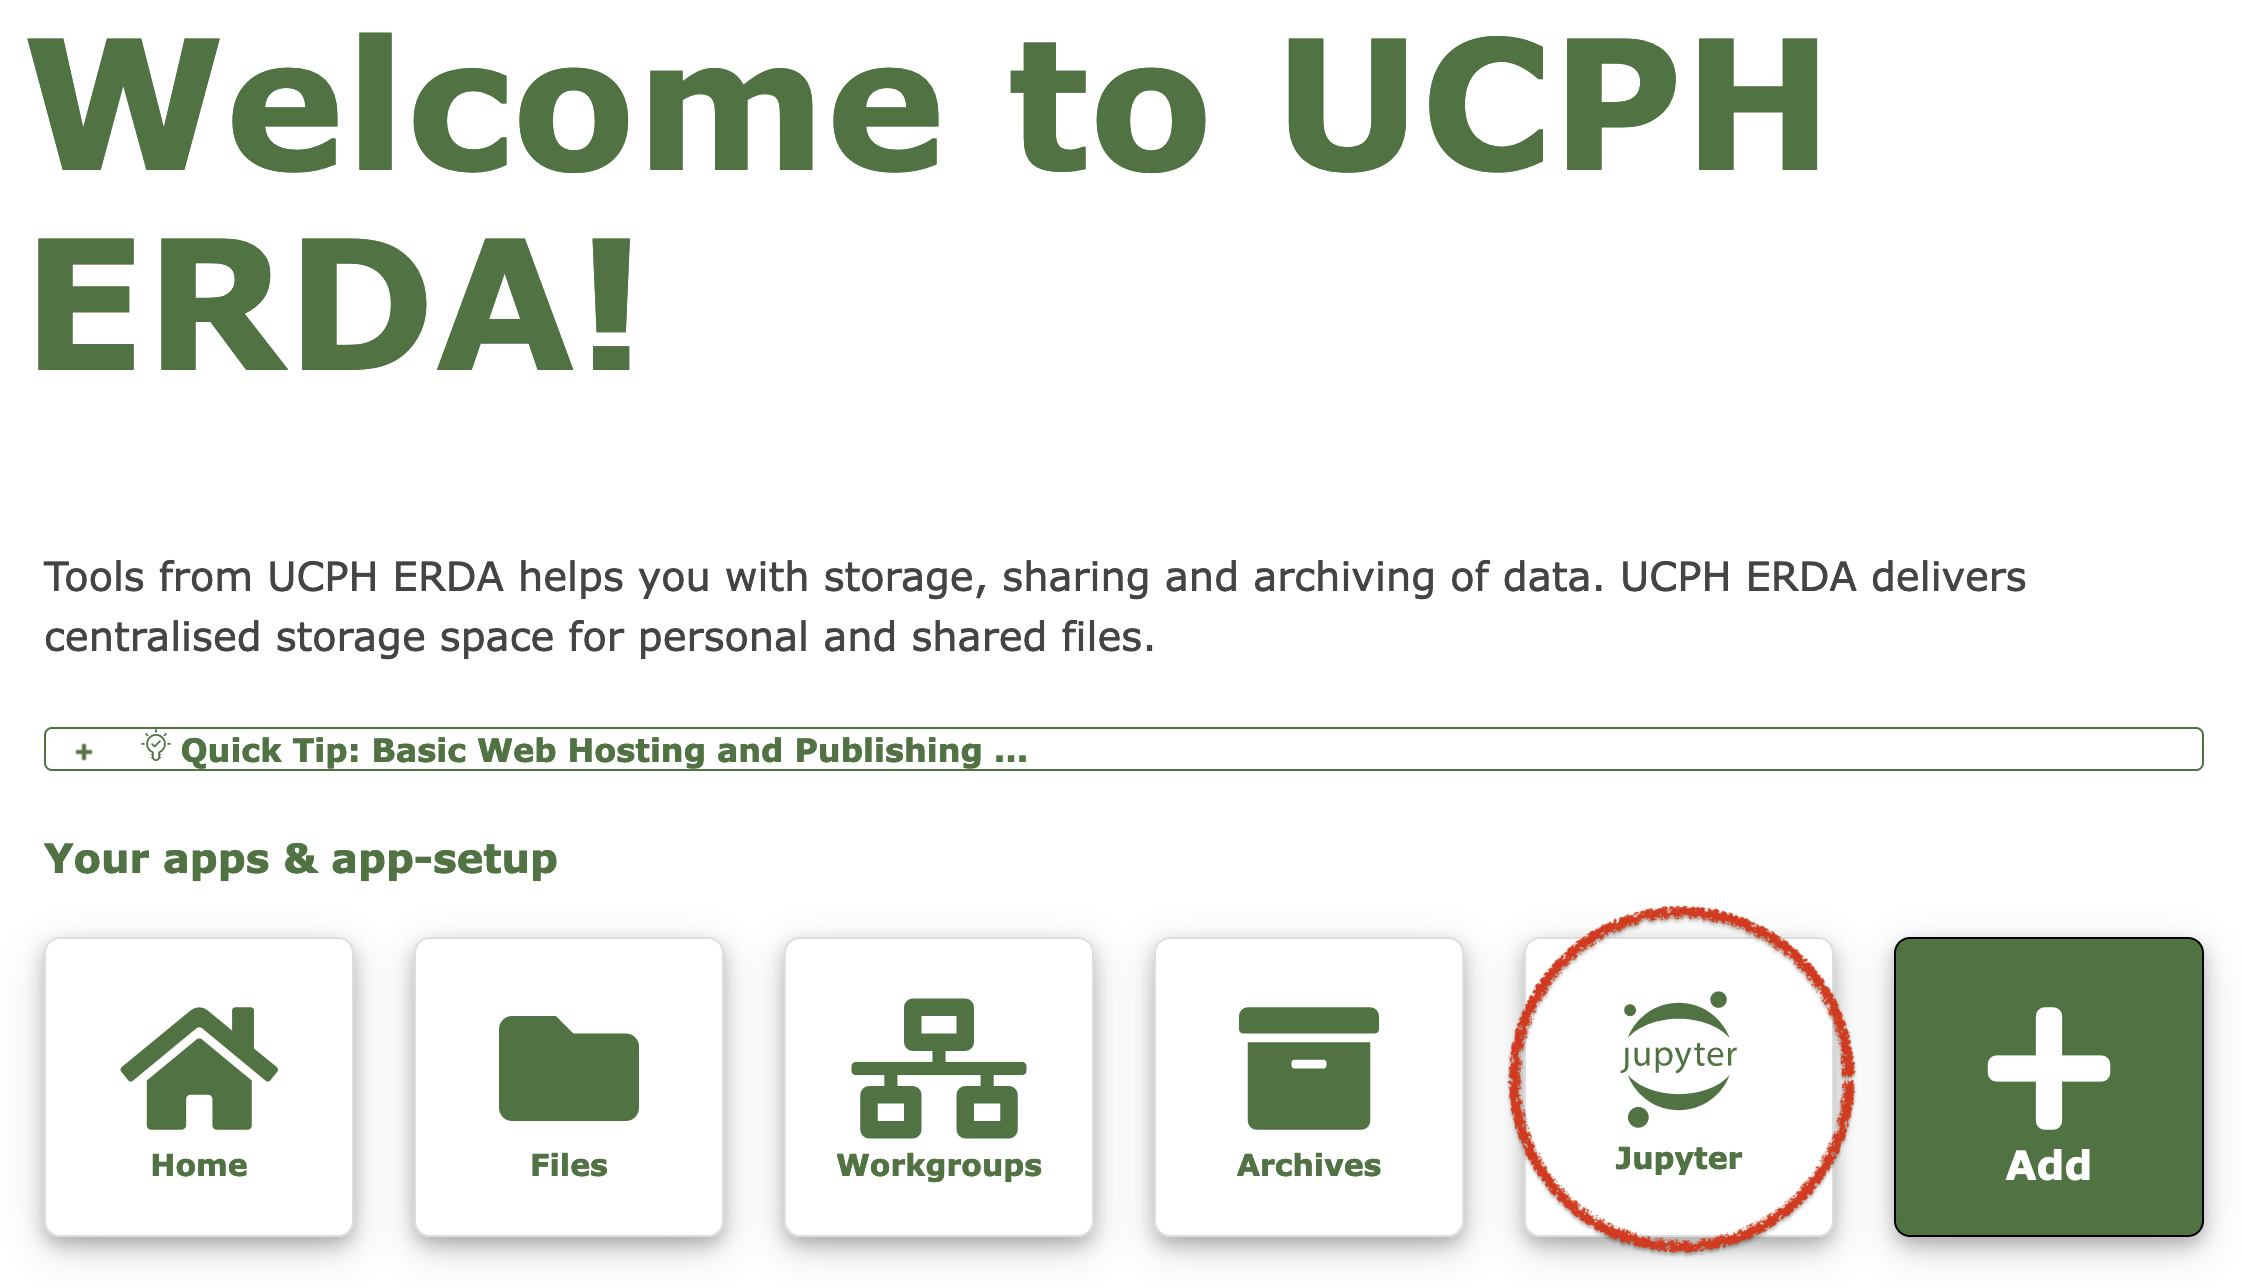 Welcome to UCPH
ERDA!
Tools from UCPH ERDA helps you with storage, sharing and archiving of data. UCPH ERDA delivers
centralised storage space for personal and shared files.
+ Quick Tip: Basic Web Hosting and Publishing ...
Your apps & app-setup
jupyter
Home Files Workgroups Archives Jupyter Add